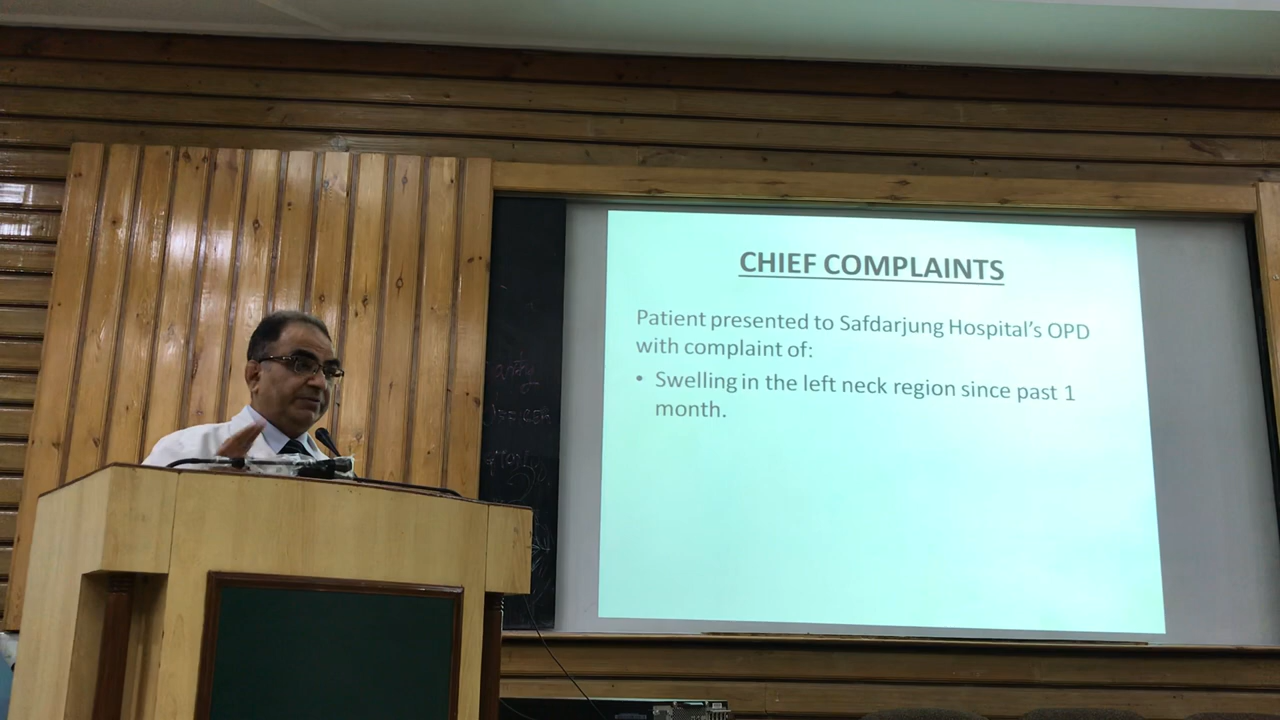 CHIEF COMPLAINTS
Patient presented to Safdarjung Hospital's OPD
with complaint of:
• Swelling in the left neck region since past 1
month.